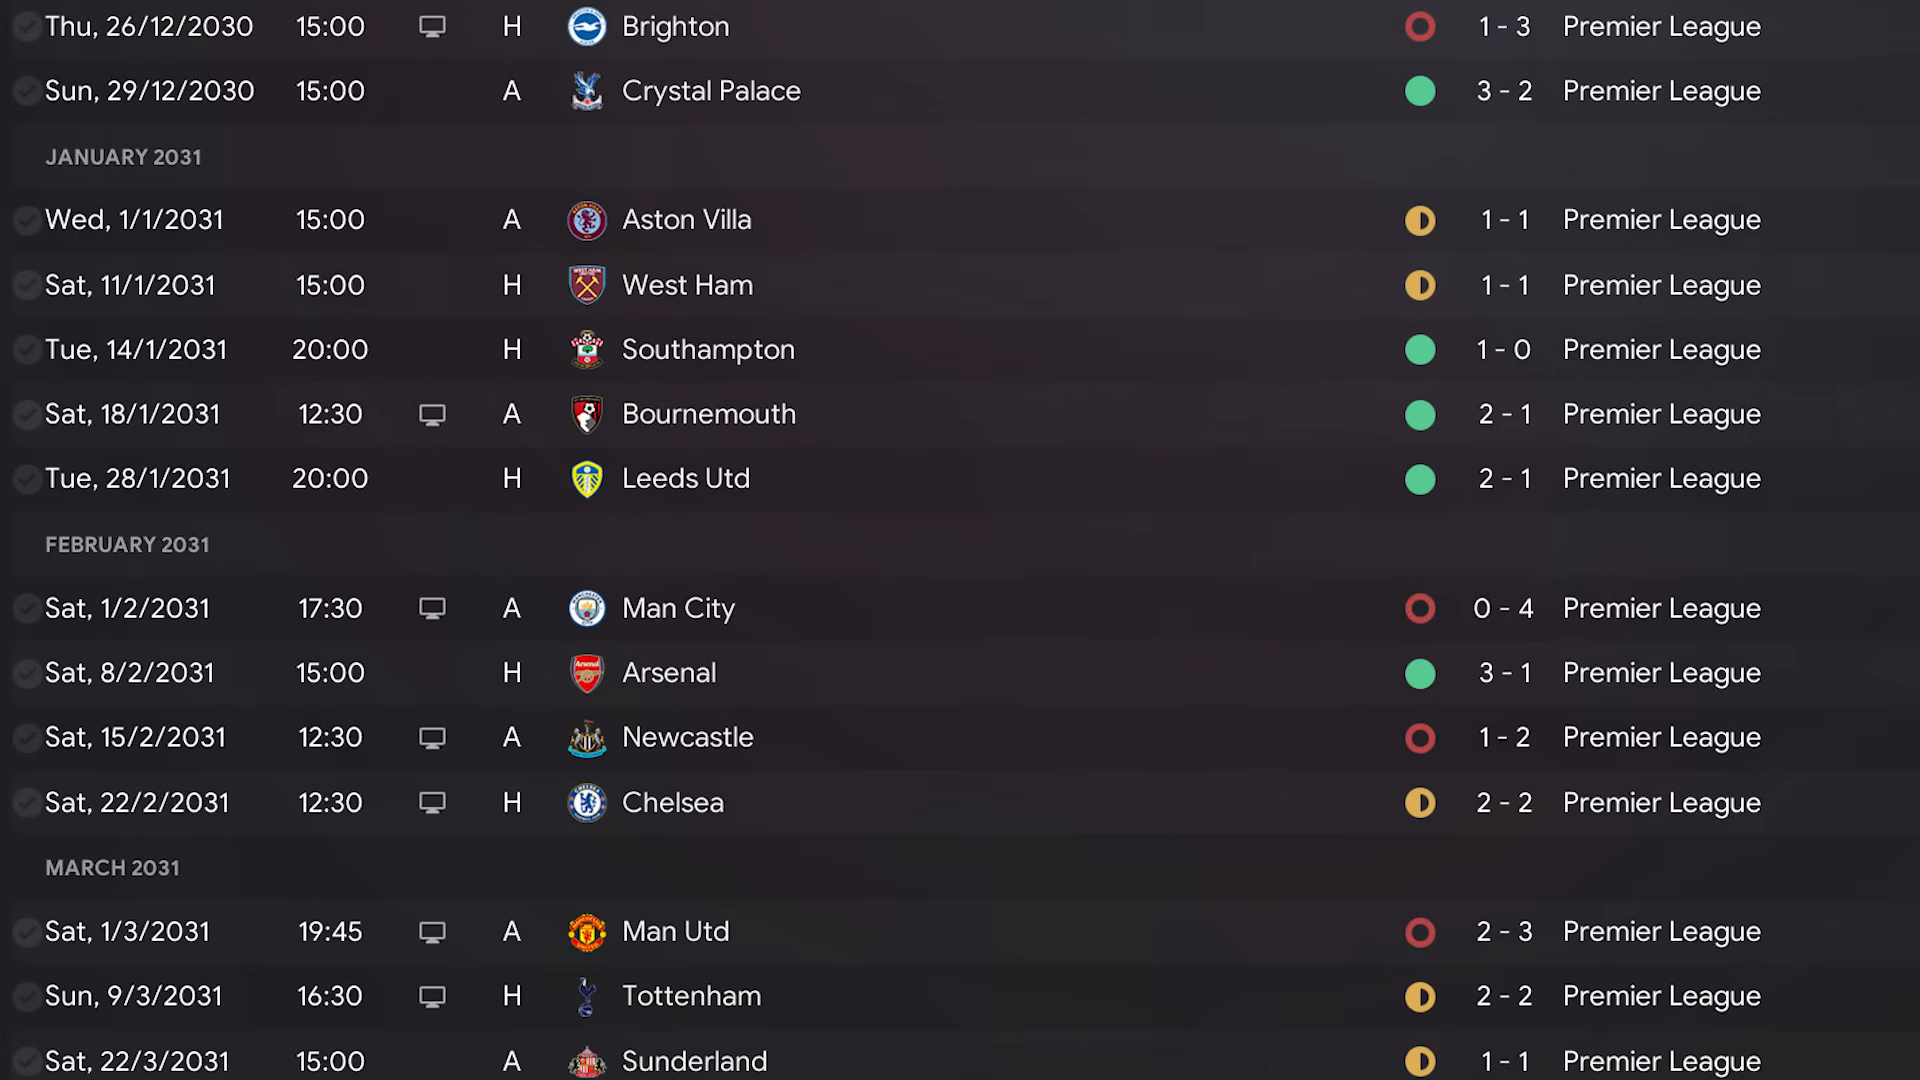 Thu, 26/12/2030 15:00 H Brighton 1 - 3 Premier League
Sun, 29/12/2030 15:00 A Crystal Palace 3 - 2 Premier League
JANUARY 2031
Wed, 1/1/2031 15:00 A Aston Villa 1 - 1 Premier League
Sat, 11/1/2031 15:00 H West Ham 1 - 1 Premier League
Tue, 14/1/2031 20:00 H Southampton 1 - 0 Premier League
Sat, 18/1/2031 12:30 A Bournemouth 2 - 1 Premier League
Tue, 28/1/2031 20:00 H Leeds Utd 2 - 1 Premier League
FEBRUARY 2031
Sat, 1/2/2031 17:30 A Man City 0 - 4 Premier League
Sat, 8/2/2031 15:00 H Arsenal 3 - 1 Premier League
Sat, 15/2/2031 12:30 A Newcastle 1 - 2 Premier League
Sat, 22/2/2031 12:30 H Chelsea 2 - 2 Premier League
MARCH 2031
Sat, 1/3/2031 19:45 A Man Utd 2 - 3 Premier League
Sun, 9/3/2031 16:30 H Tottenham 2 - 2 Premier League
Sat, 22/3/2031 15:00 A Sunderland 1 - 1 Premier League